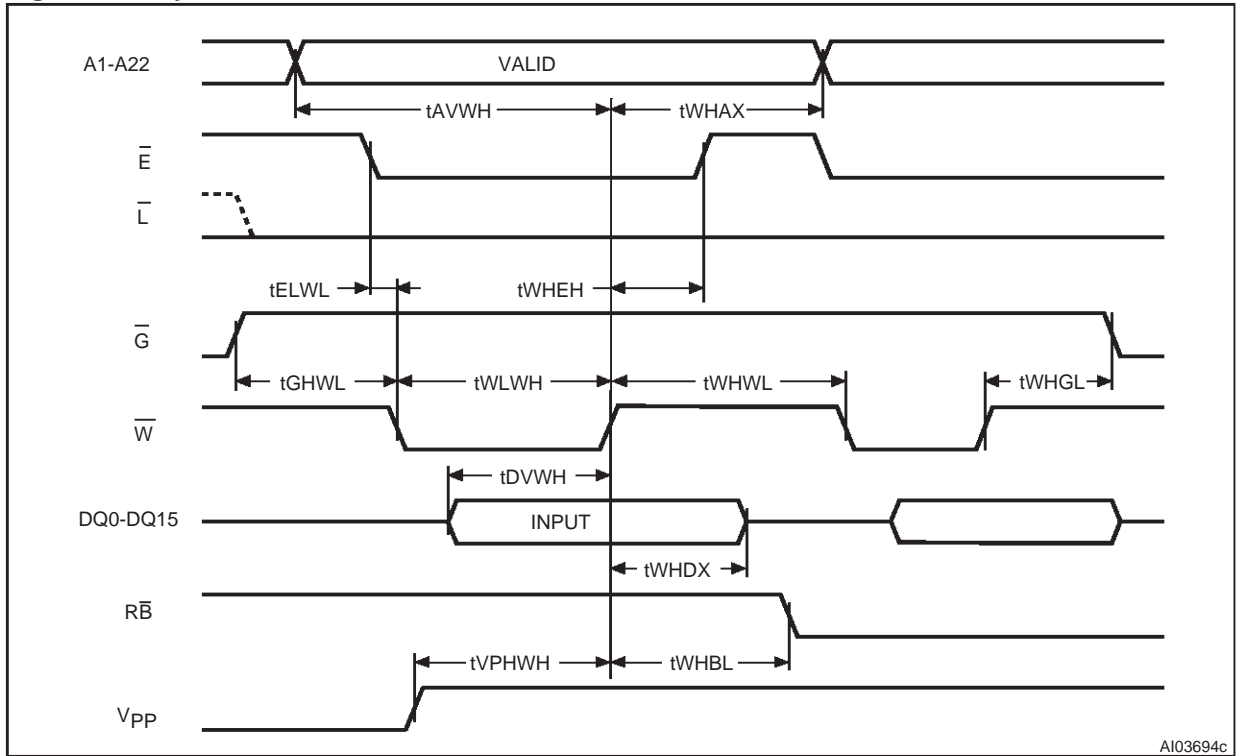 A1-A22 VALID
tAVWH tWHAX
E̅
L̅
tELWL tWHEH
G̅
tGHWL tWLWH tWHWL tWHGL
W̅
tDVWH
DQ0-DQ15 INPUT
tWHDX
RB̅
tVPHWH tWHBL
VPP
AI03694c